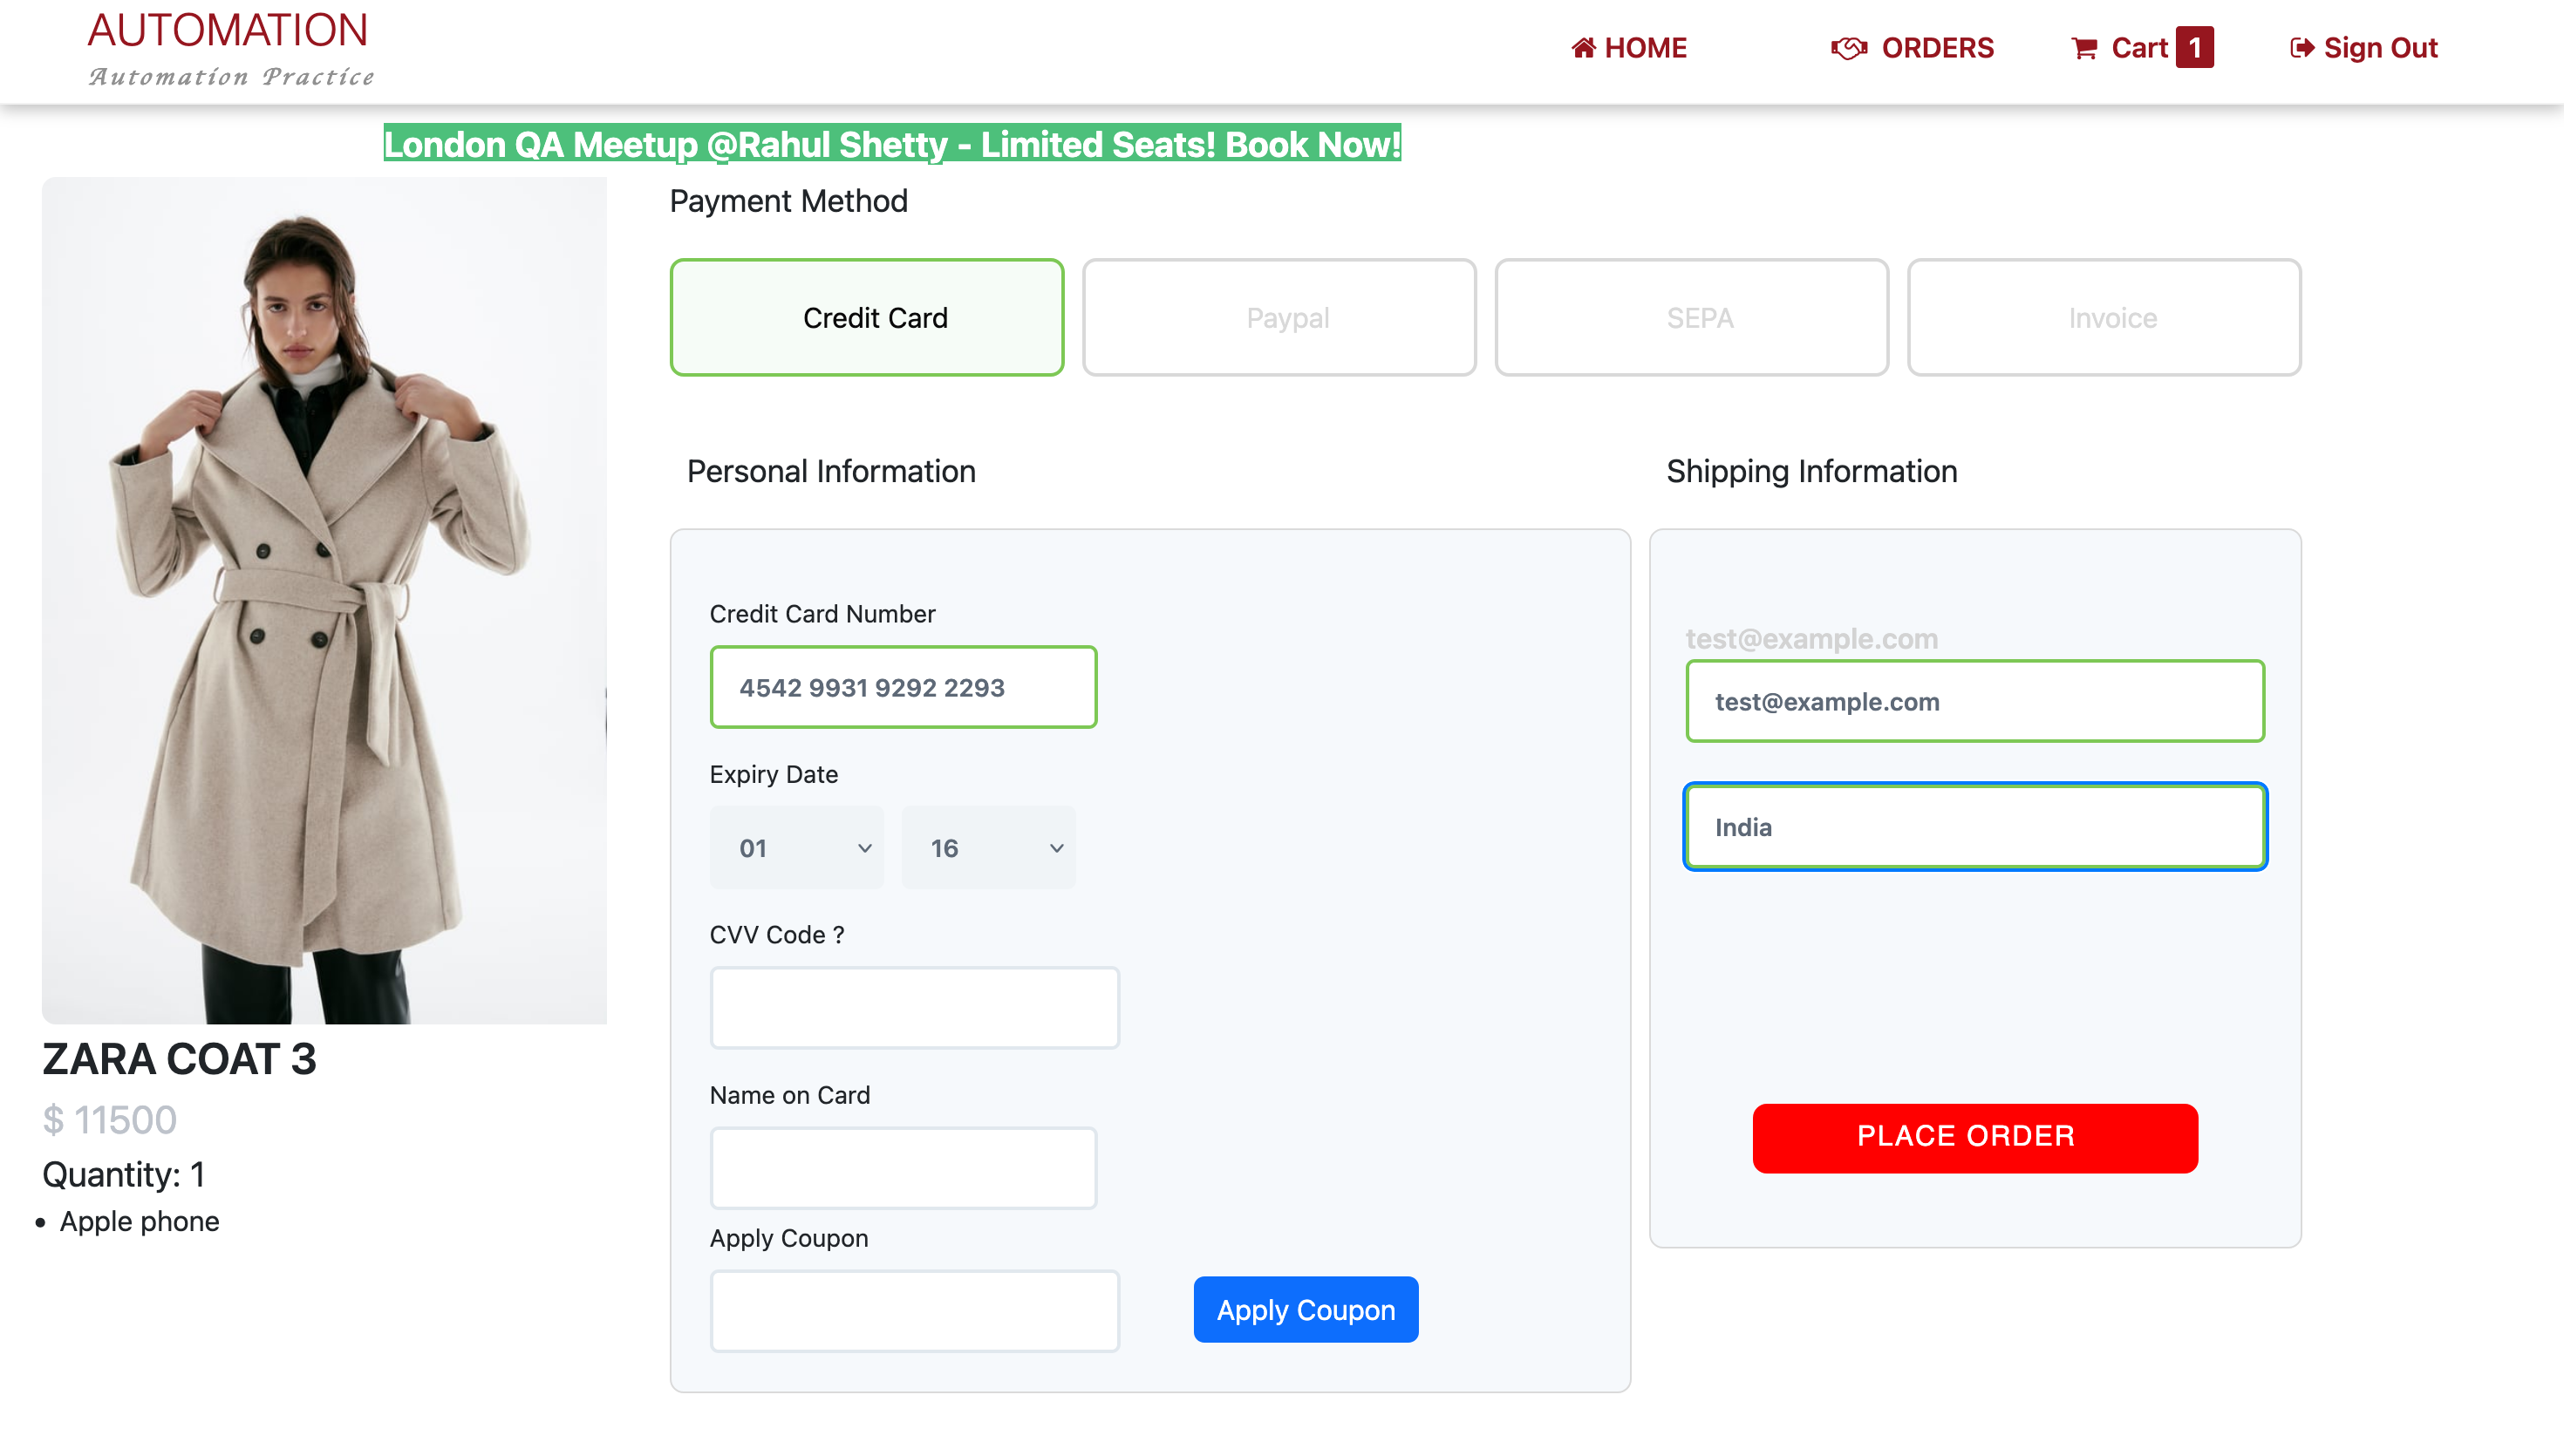 AUTOMATION
Automation Practice
HOME
ORDERS
Cart 1
Sign Out
London QA Meetup @Rahul Shetty - Limited Seats! Book Now!
Payment Method
Credit Card
Paypal
SEPA
Invoice
Personal Information
Credit Card Number
4542 9931 9292 2293
Expiry Date
01
16
CVV Code ?
Name on Card
Apply Coupon
Apply Coupon
Shipping Information
test@example.com
test@example.com
India
PLACE ORDER
ZARA COAT 3
$ 11500
Quantity: 1
• Apple phone